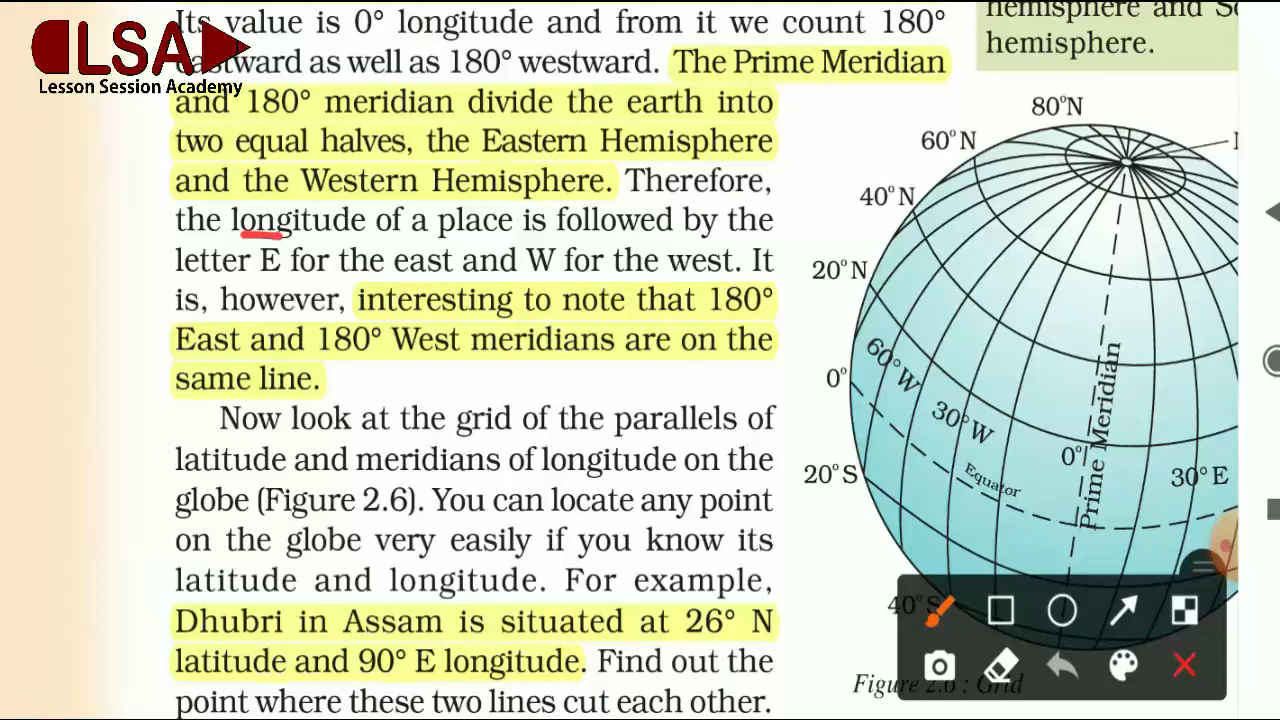 LSA
Lesson Session Academy
Its value is 0° longitude and from it we count 180°
eastward as well as 180° westward. The Prime Meridian
and 180° meridian divide the earth into
two equal halves, the Eastern Hemisphere
and the Western Hemisphere. Therefore,
the longitude of a place is followed by the
letter E for the east and W for the west. It
is, however, interesting to note that 180°
East and 180° West meridians are on the
same line.
Now look at the grid of the parallels of
latitude and meridians of longitude on the
globe (Figure 2.6). You can locate any point
on the globe very easily if you know its
latitude and longitude. For example,
Dhubri in Assam is situated at 26° N
latitude and 90° E longitude. Find out the
point where these two lines cut each other.
hemisphere and
hemisphere.
80°N
60°N
40°N
20°N
0°
20°S
40°S
60°W
30°W
0°
30°E
Equator
Prime Meridian
Figure 2.6 : Grid